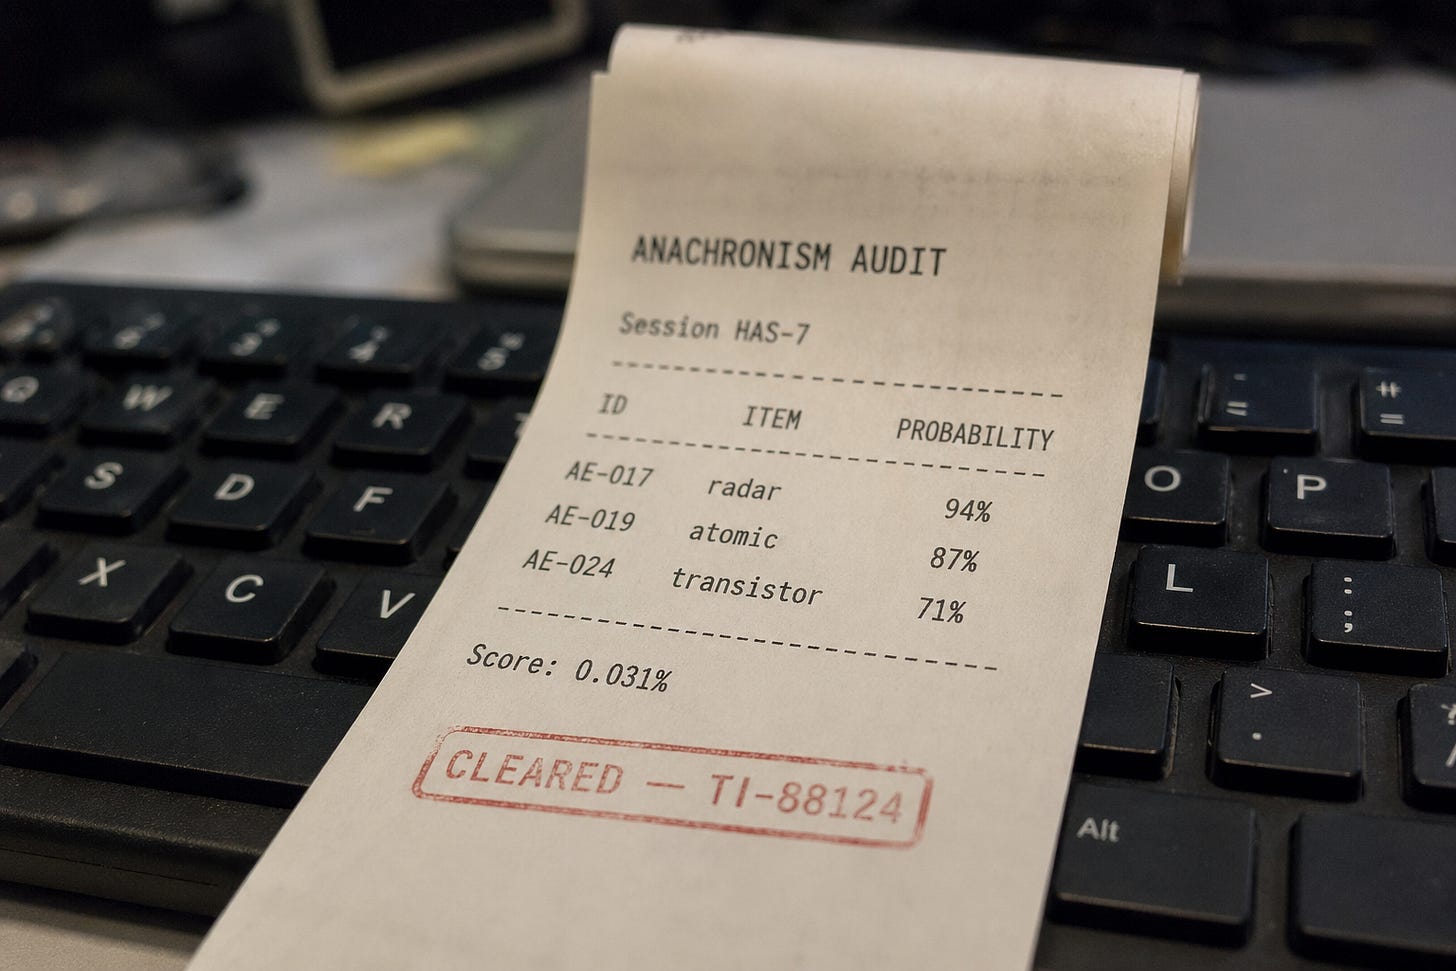 ANACHRONISM AUDIT
Session HAS-7
ID ITEM PROBABILITY
AE-017 radar 94%
AE-019 atomic 87%
AE-024 transistor 71%
Score: 0.031%
CLEARED — TI-88124
Q W E R O P
S D F L : ;
X C V > .
Alt